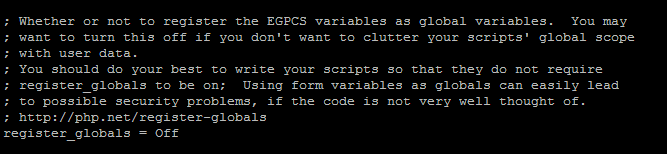 ; Whether or not to register the EGPCS variables as global variables.  You may
; want to turn this off if you don't want to clutter your scripts' global scope
; with user data.
; You should do your best to write your scripts so that they do not require
; register_globals to be on;  Using form variables as globals can easily lead
; to possible security problems, if the code is not very well thought of.
; http://php.net/register-globals
register_globals = Off